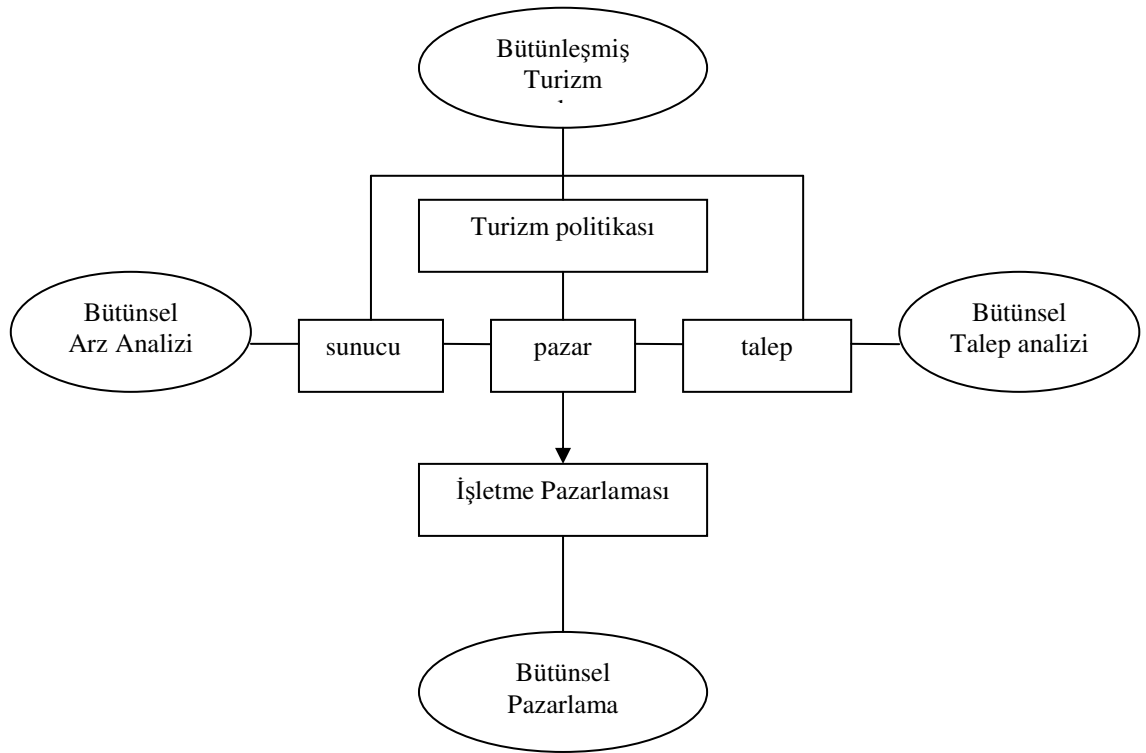 Bütünleşmiş
Turizm
Turizm politikası
Bütünsel
Arz Analizi
sunucu
pazar
talep
Bütünsel
Talep analizi
İşletme Pazarlaması
Bütünsel
Pazarlama